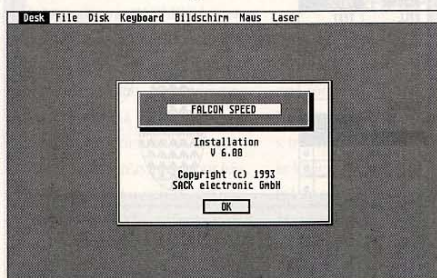 Desk File Disk Keyboard Bildschirm Maus Laser
FALCON SPEED
Installation
V 6.00
Copyright (c) 1993
SACK electronic GmbH
OK